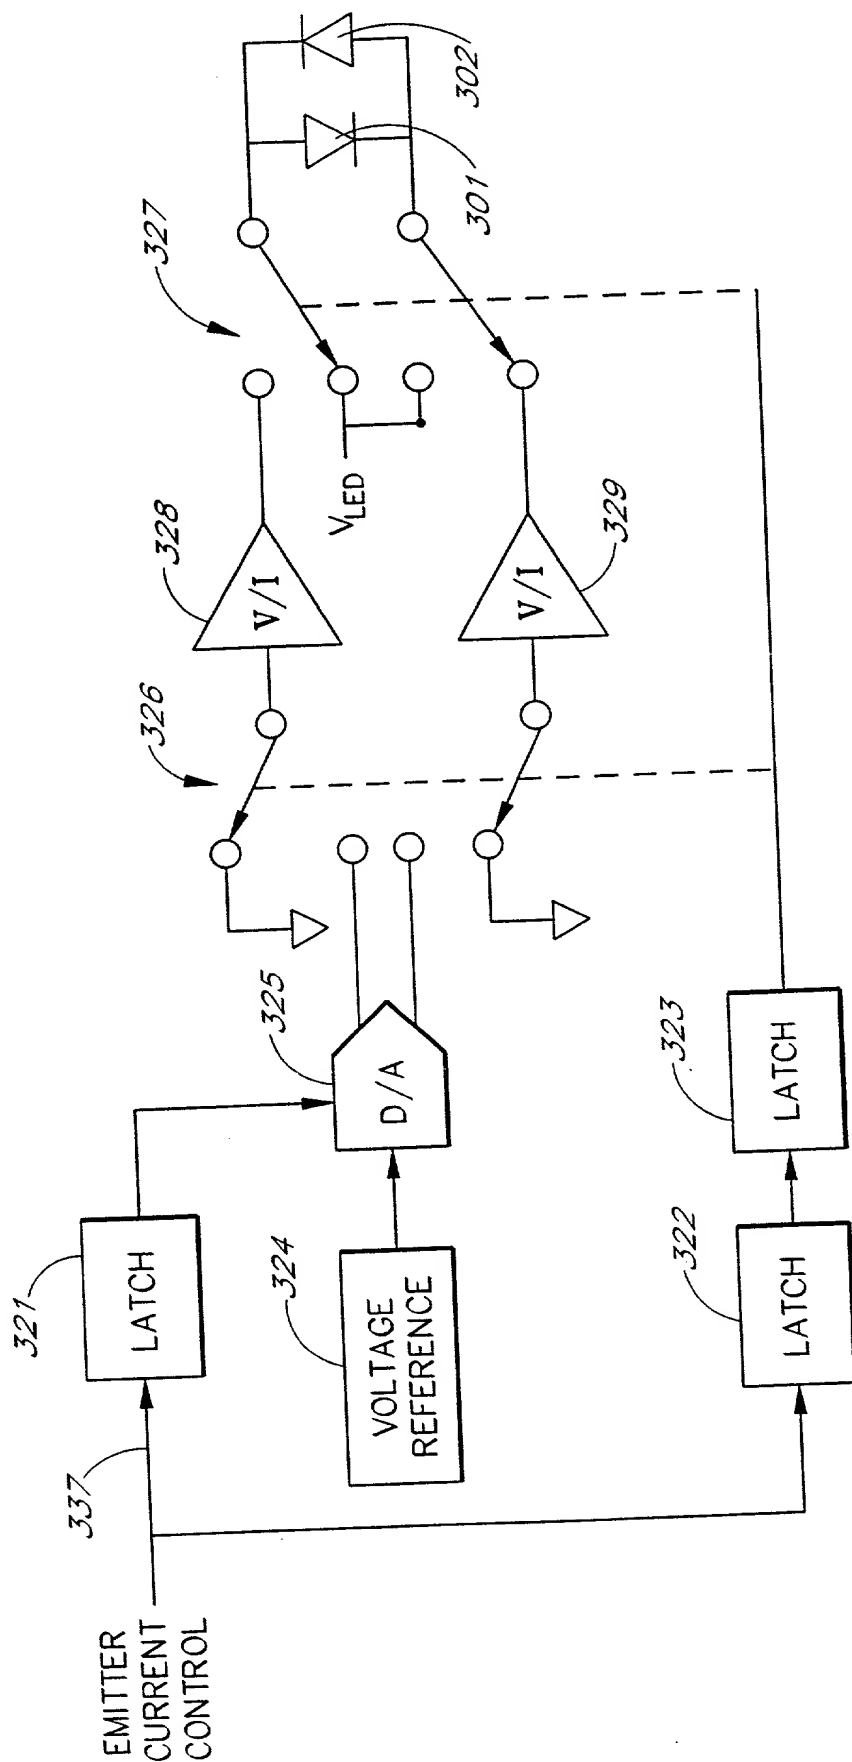 EMITTER
CURRENT
CONTROL
337
321
LATCH
324
VOLTAGE
REFERENCE
325
D/A
322
LATCH
323
LATCH
326
328
V/I
329
V/I
327
VLED
301
302